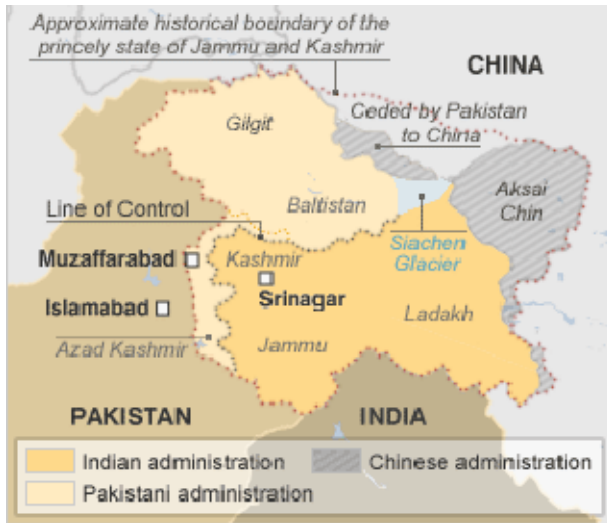 Approximate historical boundary of the
princely state of Jammu and Kashmir
CHINA
Ceded by Pakistan
to China
Gilgit
Aksai
Chin
Baltistan
Line of Control
Siachen
Glacier
Muzaffarabad
Kashmir
Srinagar
Islamabad
Ladakh
Azad Kashmir
Jammu
PAKISTAN
INDIA
Indian administration
Chinese administration
Pakistani administration